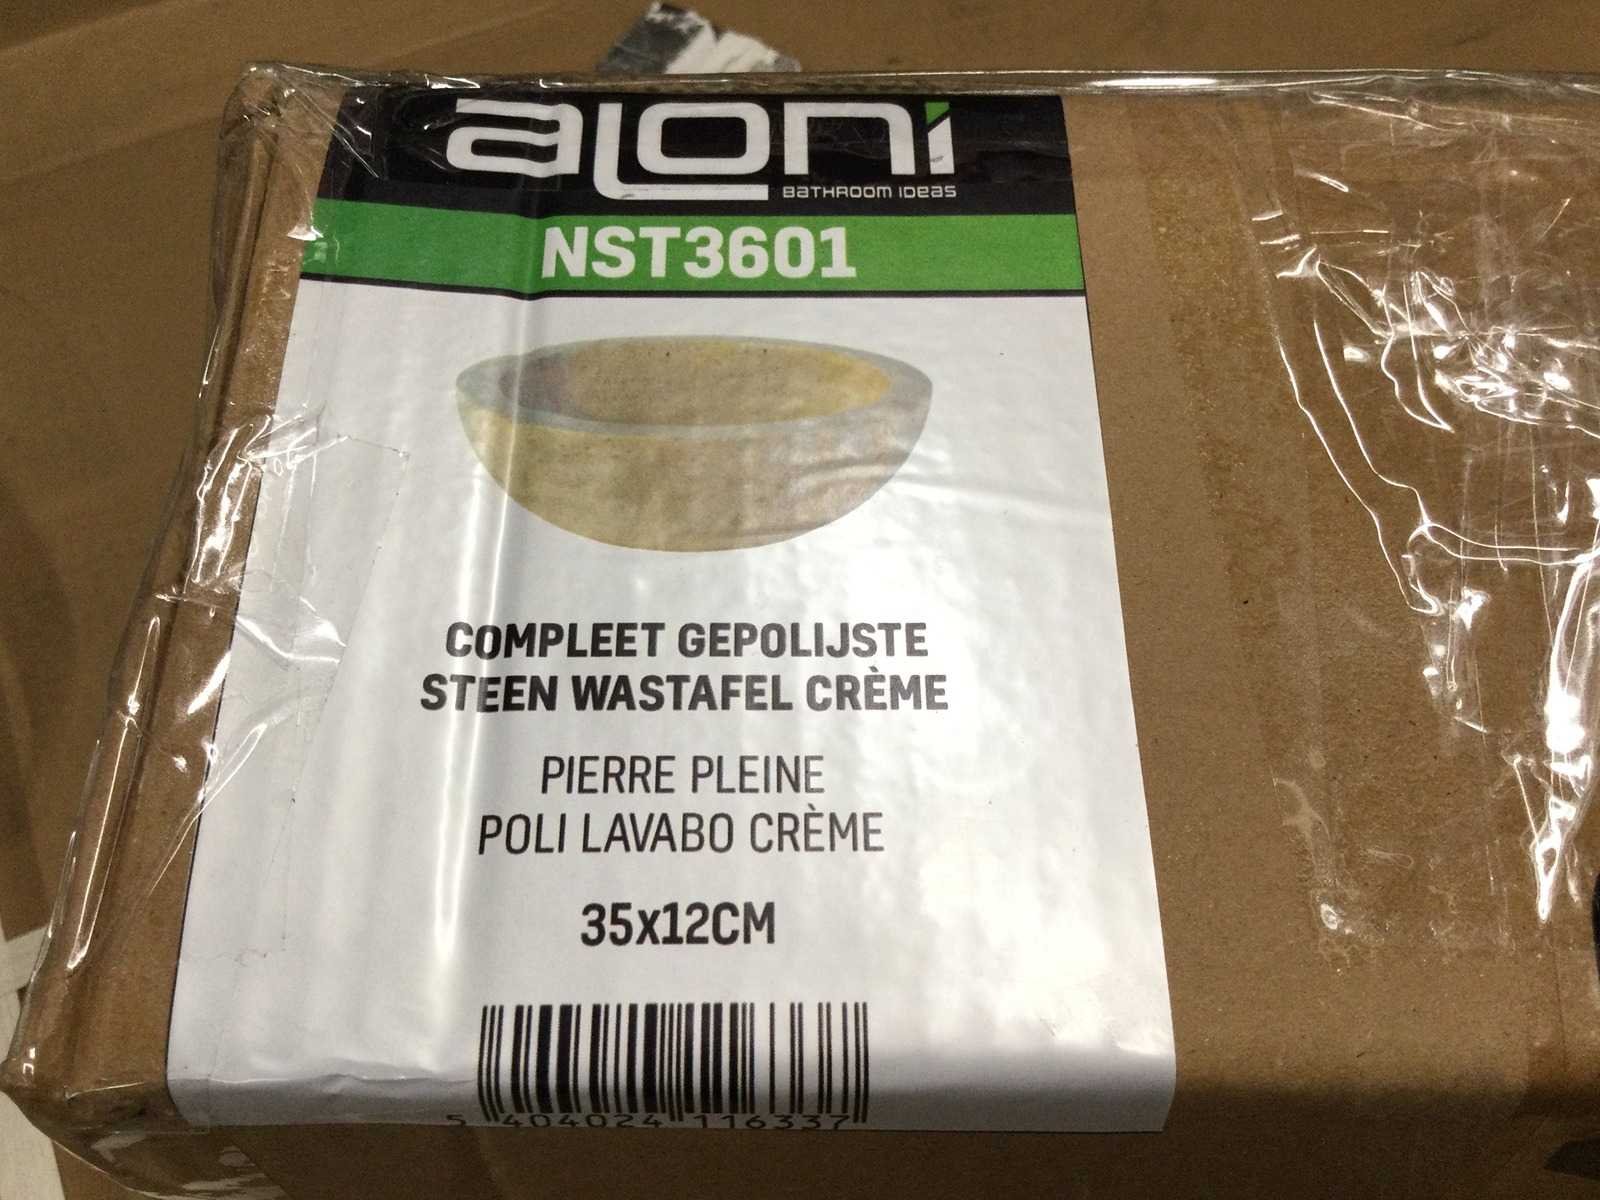 aloni
BATHROOM IDEAS
NST3601
COMPLEET GEPOLIJSTE
STEEN WASTAFEL CRÈME
PIERRE PLEINE
POLI LAVABO CRÈME
35x12CM
5 404024 116337